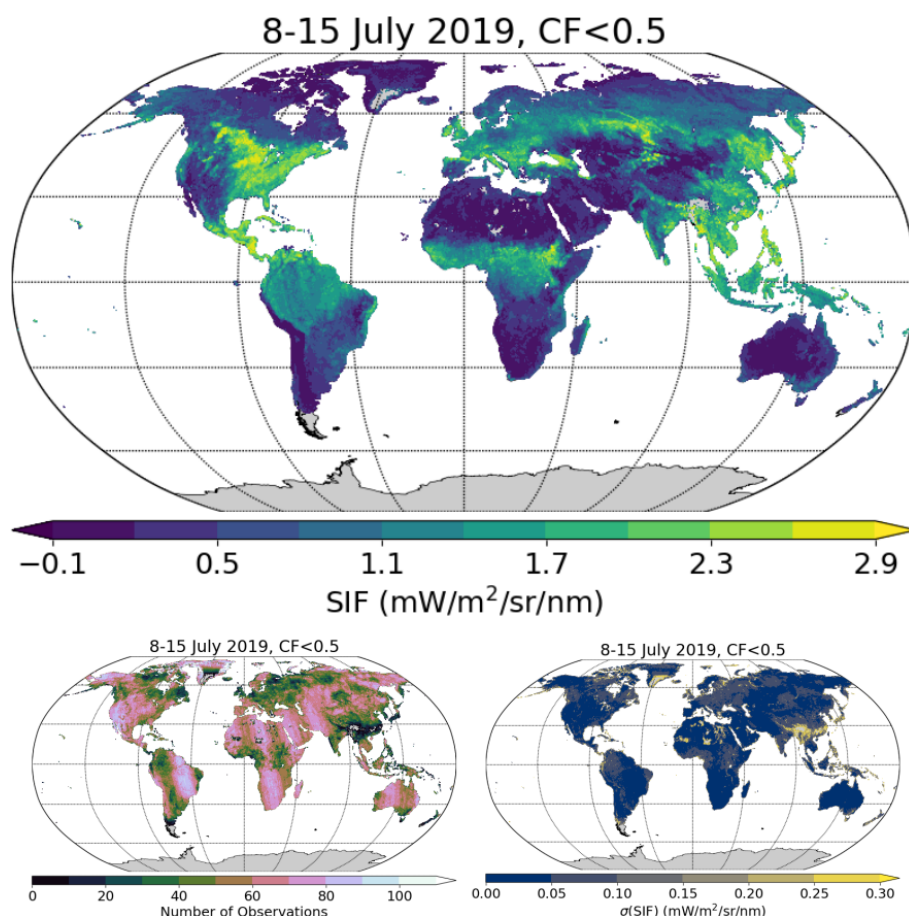 8-15 July 2019, CF<0.5
−0.1 0.5 1.1 1.7 2.3 2.9
SIF (mW/m²/sr/nm)
8-15 July 2019, CF<0.5
0 20 40 60 80 100
Number of Observations
8-15 July 2019, CF<0.5
0.00 0.05 0.10 0.15 0.20 0.25 0.30
σ(SIF) (mW/m²/sr/nm)